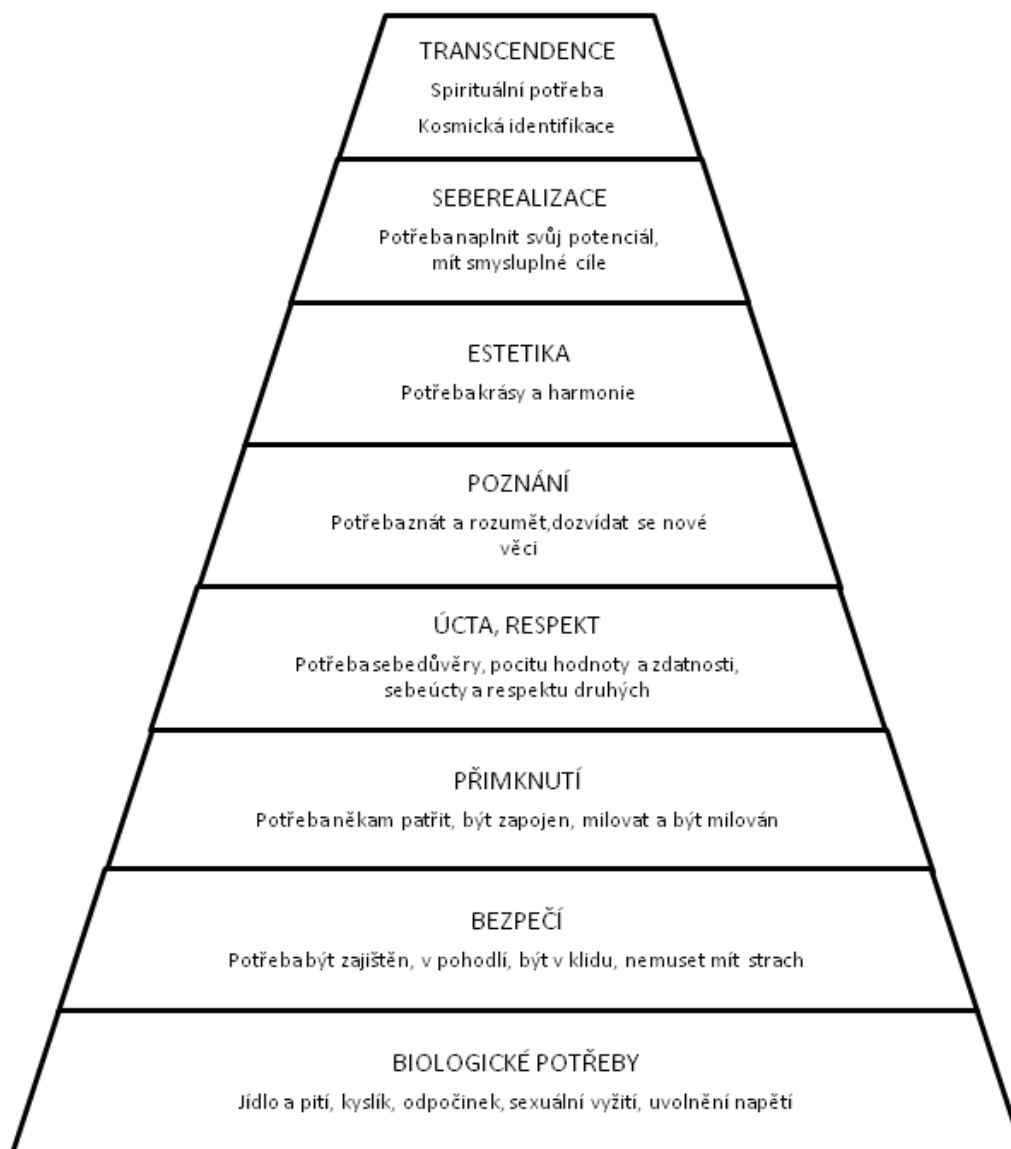 TRANSCENDENCE
Spirituální potřeba
Kosmická identifikace
SEBEREALIZACE
Potřeba naplnit svůj potenciál,
mít smysluplné cíle
ESTETIKA
Potřeba krásy a harmonie
POZNÁNÍ
Potřeba znát a rozumět, dozvídat se nové
věci
ÚCTA, RESPEKT
Potřeba sebedůvěry, pocitu hodnoty a zdatnosti,
sebeúcty a respektu druhých
PŘIMKNUTÍ
Potřeba někam patřit, být zapojen, milovat a být milován
BEZPEČÍ
Potřeba být zajištěn, v pohodlí, být v klidu, nemuset mít strach
BIOLOGICKÉ POTŘEBY
Jídlo a pití, kyslík, odpočinek, sexuální vyžití, uvolnění napětí